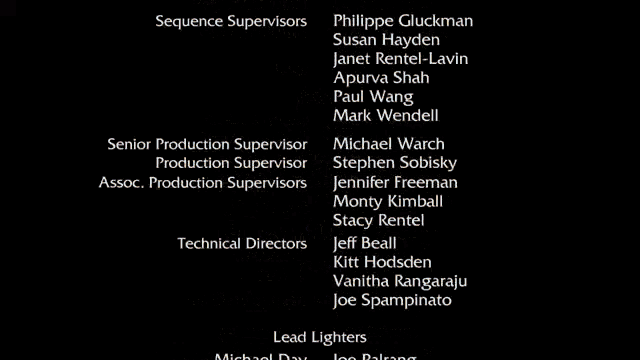 Sequence Supervisors Philippe Gluckman
Susan Hayden
Janet Rentel-Lavin
Apurva Shah
Paul Wang
Mark Wendell
Senior Production Supervisor Michael Warch
Production Supervisor Stephen Sobisky
Assoc. Production Supervisors Jennifer Freeman
Monty Kimball
Stacy Rentel
Technical Directors Jeff Beall
Kitt Hodsden
Vanitha Rangaraju
Joe Spampinato
Lead Lighters
Michael Day Joe Palrang